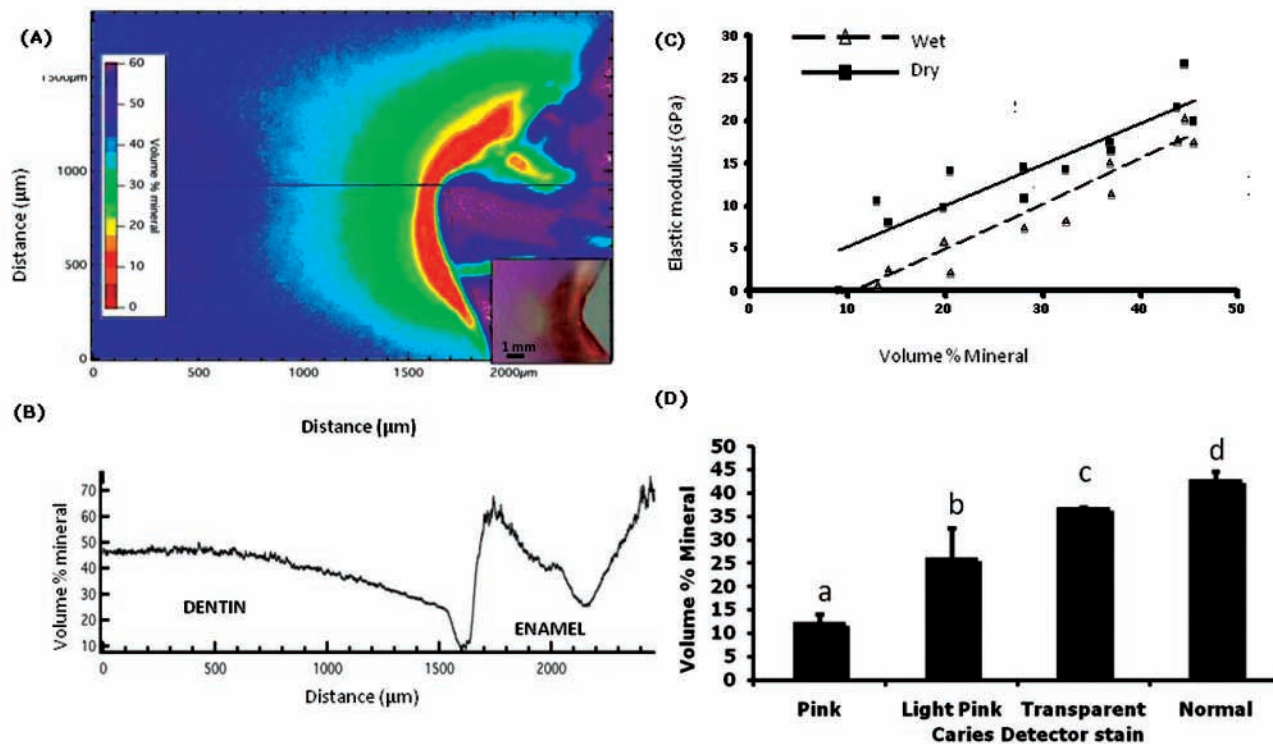 (A)
60
50
40
30
20
10
0
Volume % mineral
1500µm
1000
500
0
Distance (µm)
0
500
1000
1500
2000µm
1 mm
Distance (µm)
(B)
70
60
50
40
30
20
10
Volume % mineral
DENTIN
ENAMEL
0
500
1000
1500
2000
Distance (µm)
(C)
Wet
Dry
30
25
20
15
10
5
0
Elastic modulus (GPa)
0
10
20
30
40
50
Volume % Mineral
(D)
50
45
40
35
30
25
20
15
10
5
0
Volume % Mineral
a
b
c
d
Pink
Light Pink
Transparent
Normal
Caries Detector stain